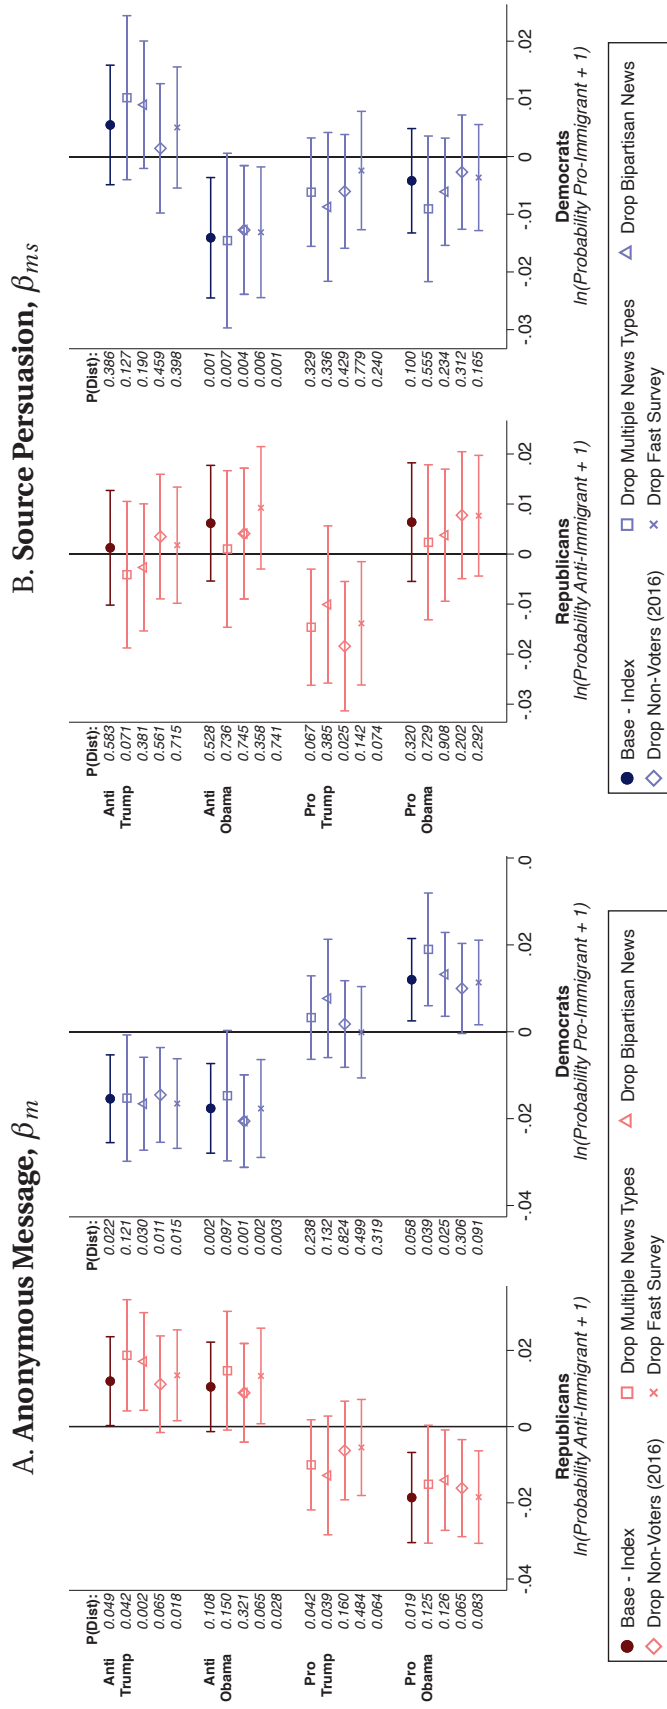 A. Anonymous Message, βm
P(Dist):
Anti
Trump
0.049
0.042
0.002
0.065
0.018
Anti
Obama
0.108
0.150
0.321
0.065
0.028
Pro
Trump
0.042
0.039
0.160
0.484
0.064
Pro
Obama
0.019
0.125
0.126
0.065
0.083
-.04 -.02 0 .02
Republicans
ln(Probability Anti-Immigrant + 1)
P(Dist):
0.022
0.121
0.030
0.011
0.015
0.002
0.097
0.001
0.002
0.003
0.238
0.132
0.824
0.499
0.319
0.058
0.039
0.025
0.306
0.091
-.04 -.02 0 .02 .0
Democrats
ln(Probability Pro-Immigrant + 1)
Base - Index Drop Multiple News Types Drop Bipartisan News
Drop Non-Voters (2016) Drop Fast Survey
B. Source Persuasion, βms
P(Dist):
Anti
Trump
0.583
0.071
0.381
0.561
0.715
Anti
Obama
0.528
0.736
0.745
0.358
0.741
Pro
Trump
0.067
0.385
0.025
0.142
0.074
Pro
Obama
0.320
0.729
0.908
0.202
0.292
-.03 -.02 -.01 0 .01 .02
Republicans
ln(Probability Anti-Immigrant + 1)
P(Dist):
0.386
0.127
0.190
0.459
0.398
0.001
0.007
0.004
0.006
0.001
0.329
0.336
0.429
0.779
0.240
0.100
0.555
0.234
0.312
0.165
-.03 -.02 -.01 0 .01 .02
Democrats
ln(Probability Pro-Immigrant + 1)
Base - Index Drop Multiple News Types Drop Bipartisan News
Drop Non-Voters (2016) Drop Fast Survey